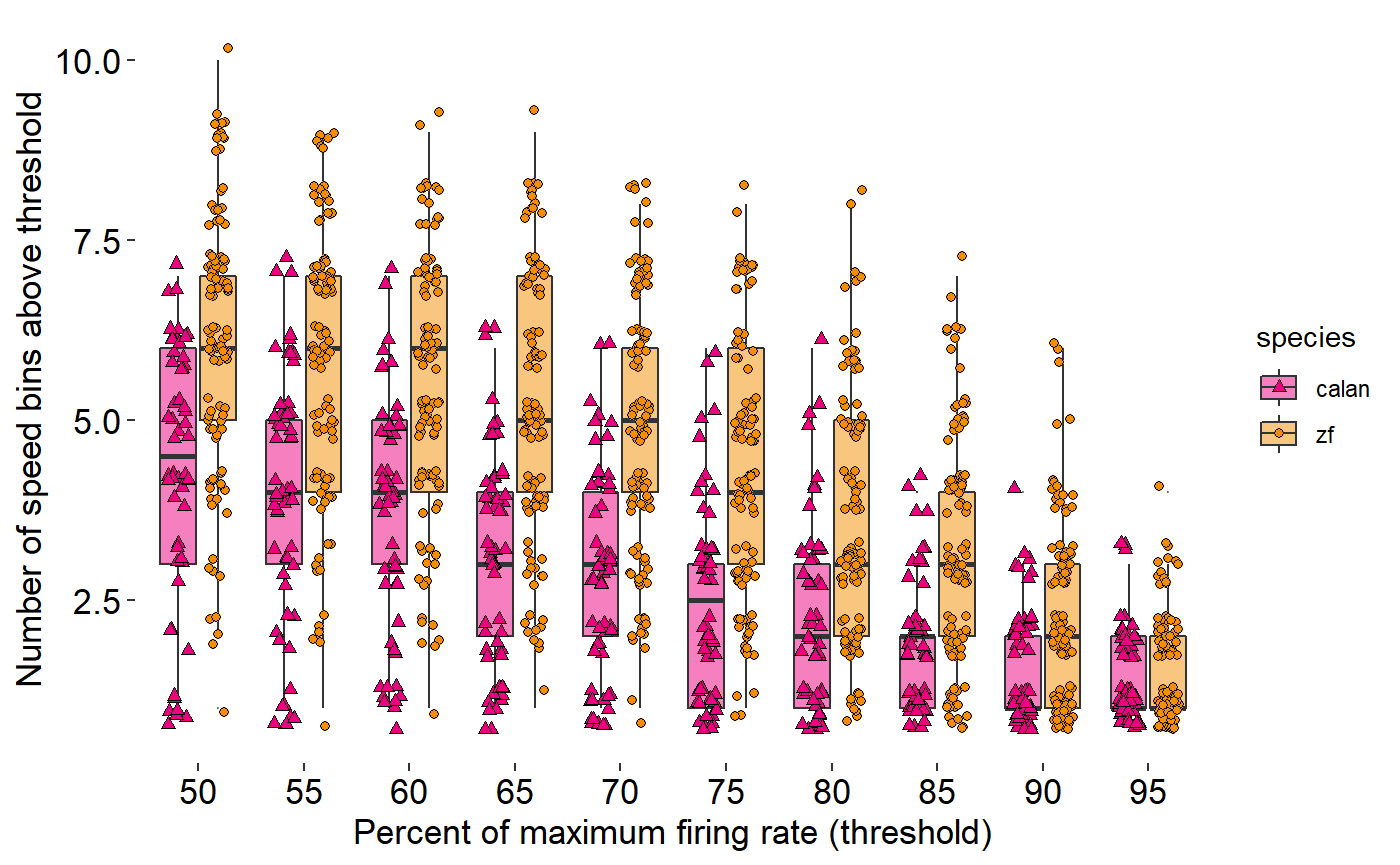 Number of speed bins above threshold
10.0
7.5
5.0
2.5
50 55 60 65 70 75 80 85 90 95
Percent of maximum firing rate (threshold)
species
calan
zf